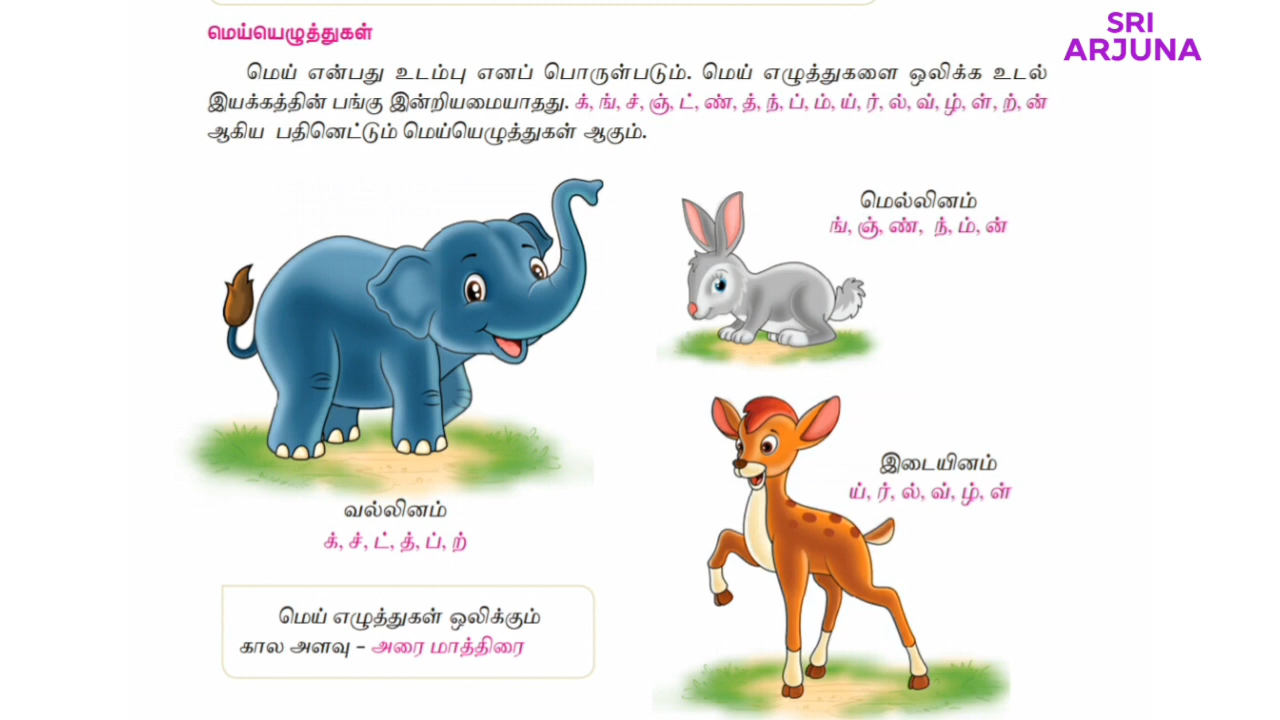 SRI
ARJUNA
மெய்யெழுத்துகள்
மெய் என்பது உடம்பு எனப் பொருள்படும். மெய் எழுத்துகளை ஒலிக்க உடல்
இயக்கத்தின் பங்கு இன்றியமையாதது. க், ங், ச், ஞ், ட், ண், த், ந், ப், ம், ய், ர், ல், வ், ழ், ள், ற், ன்
ஆகிய பதினெட்டும் மெய்யெழுத்துகள் ஆகும்.
மெல்லினம்
ங், ஞ், ண், ந், ம், ன்
இடையினம்
ய், ர், ல், வ், ழ், ள்
வல்லினம்
க், ச், ட், த், ப், ற்
மெய் எழுத்துகள் ஒலிக்கும்
கால அளவு – அரை மாத்திரை